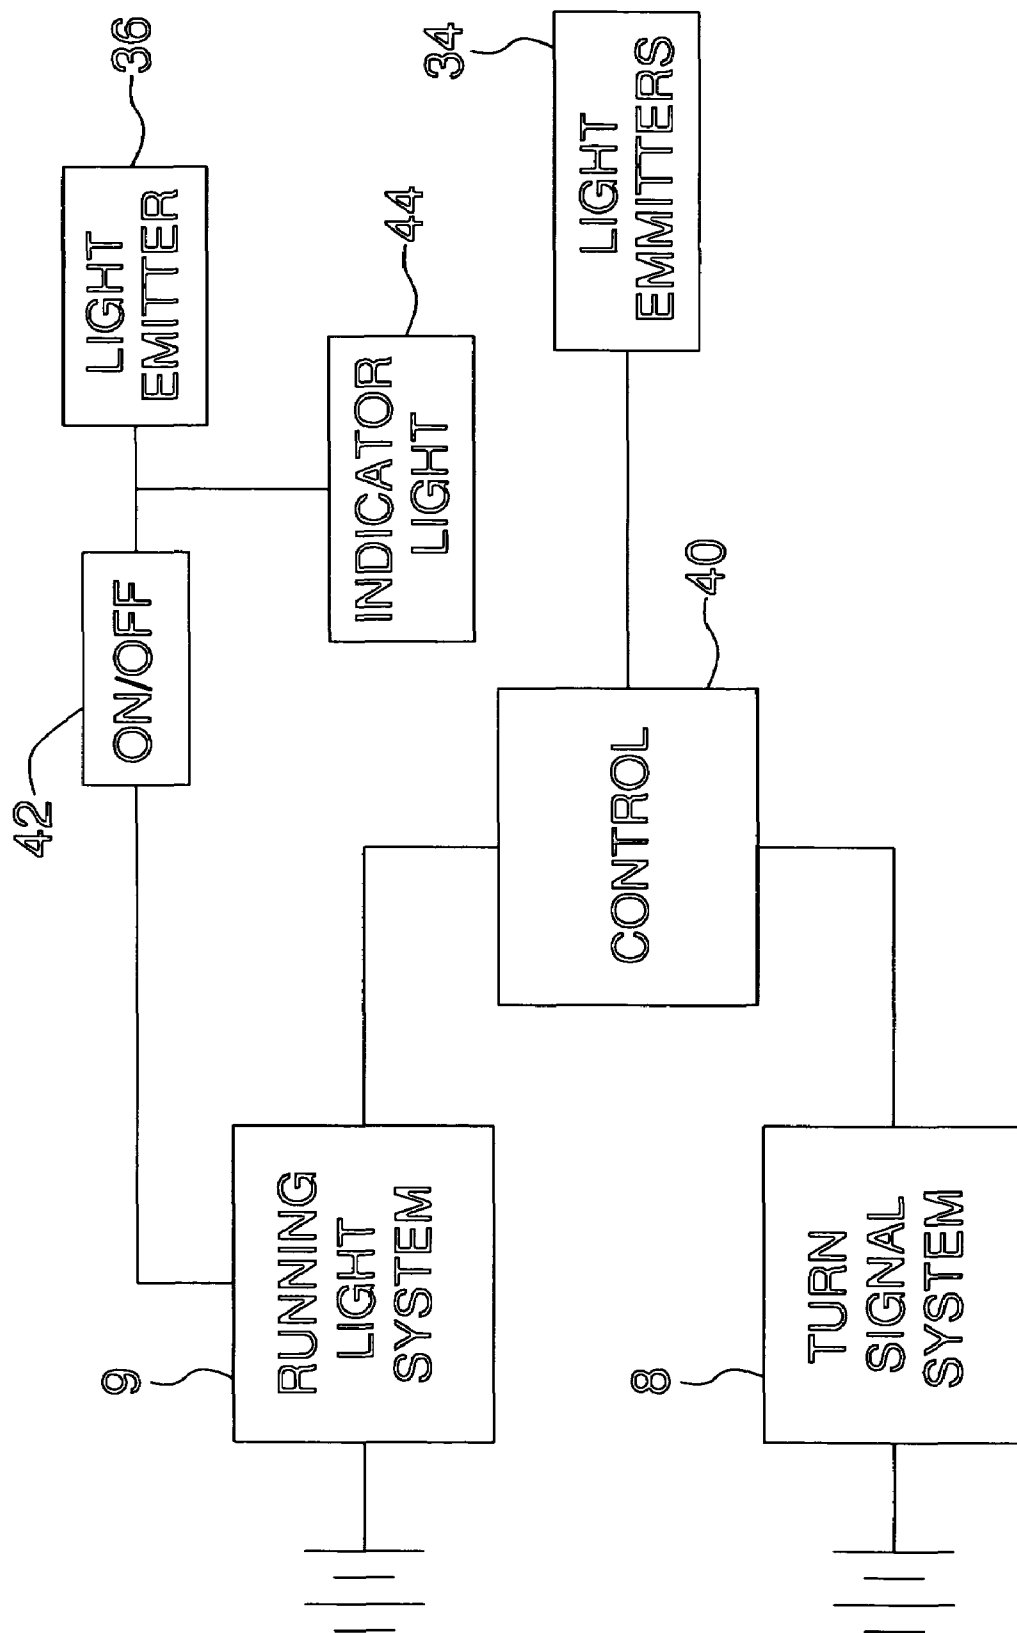 36
LIGHT
EMITTER
42
ON/OFF
44
INDICATOR
LIGHT
34
LIGHT
EMMITTERS
40
CONTROL
9
RUNNING
LIGHT
SYSTEM
8
TURN
SIGNAL
SYSTEM